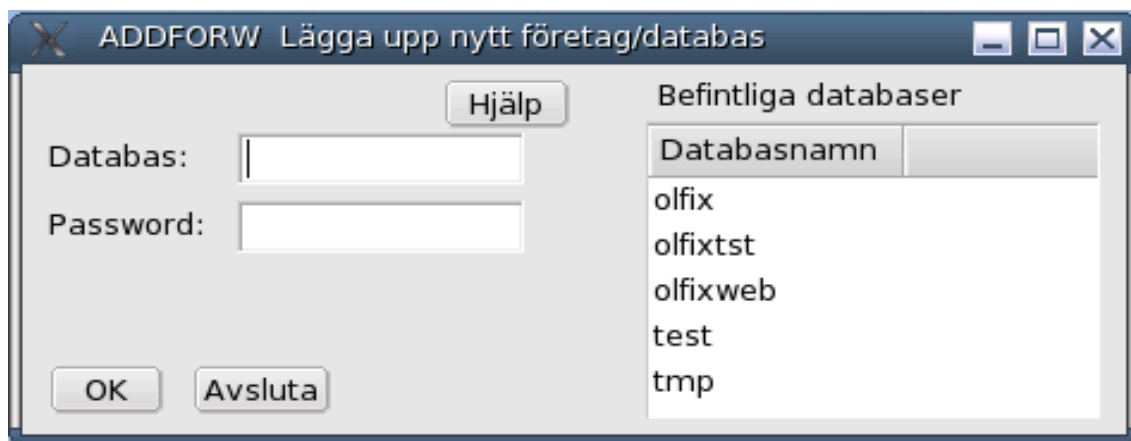 ADDFORW Lägga upp nytt företag/databas
Hjälp
Databas:
Password:
OK
Avsluta
Befintliga databaser
Databasnamn
olfix
olfixtst
olfixweb
test
tmp